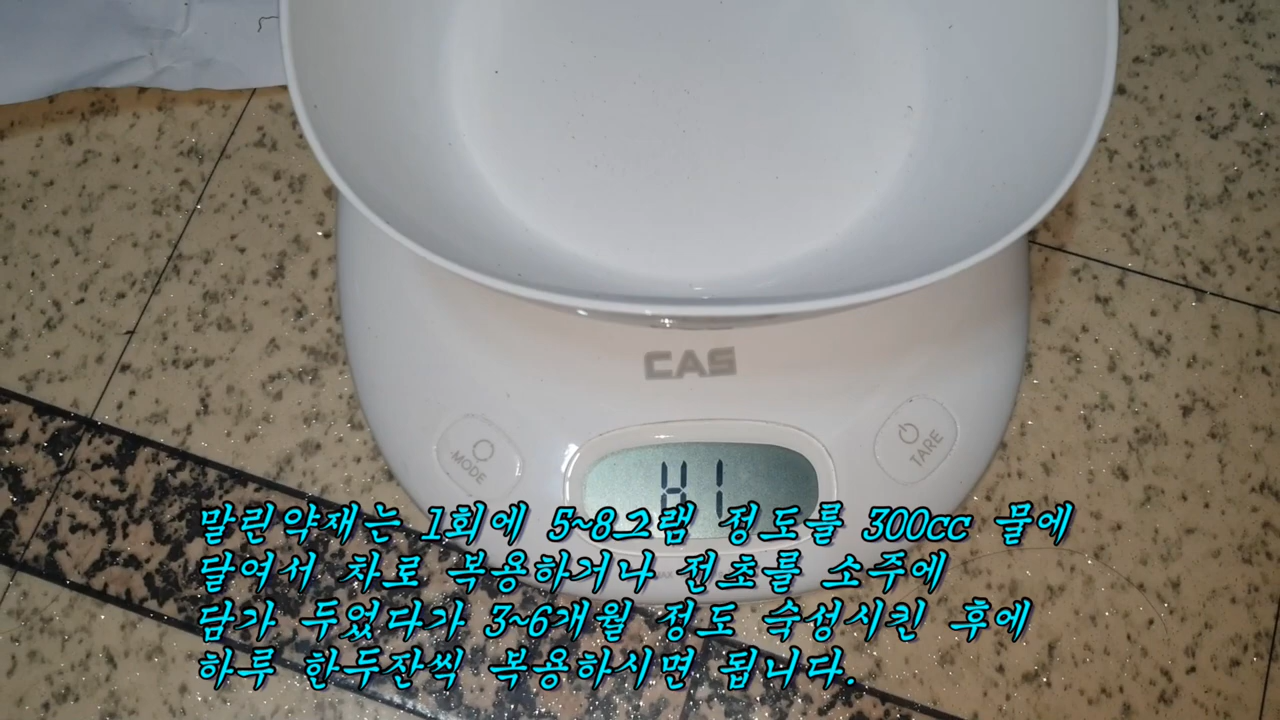 CAS
MODE
TARE
말린약재는 1회에 5~8그램 정도를 300cc 물에
달여서 차로 복용하거나 전초를 소주에
담가 두었다가 3~6개월 정도 숙성시킨 후에
하루 한두잔씩 복용하시면 됩니다.